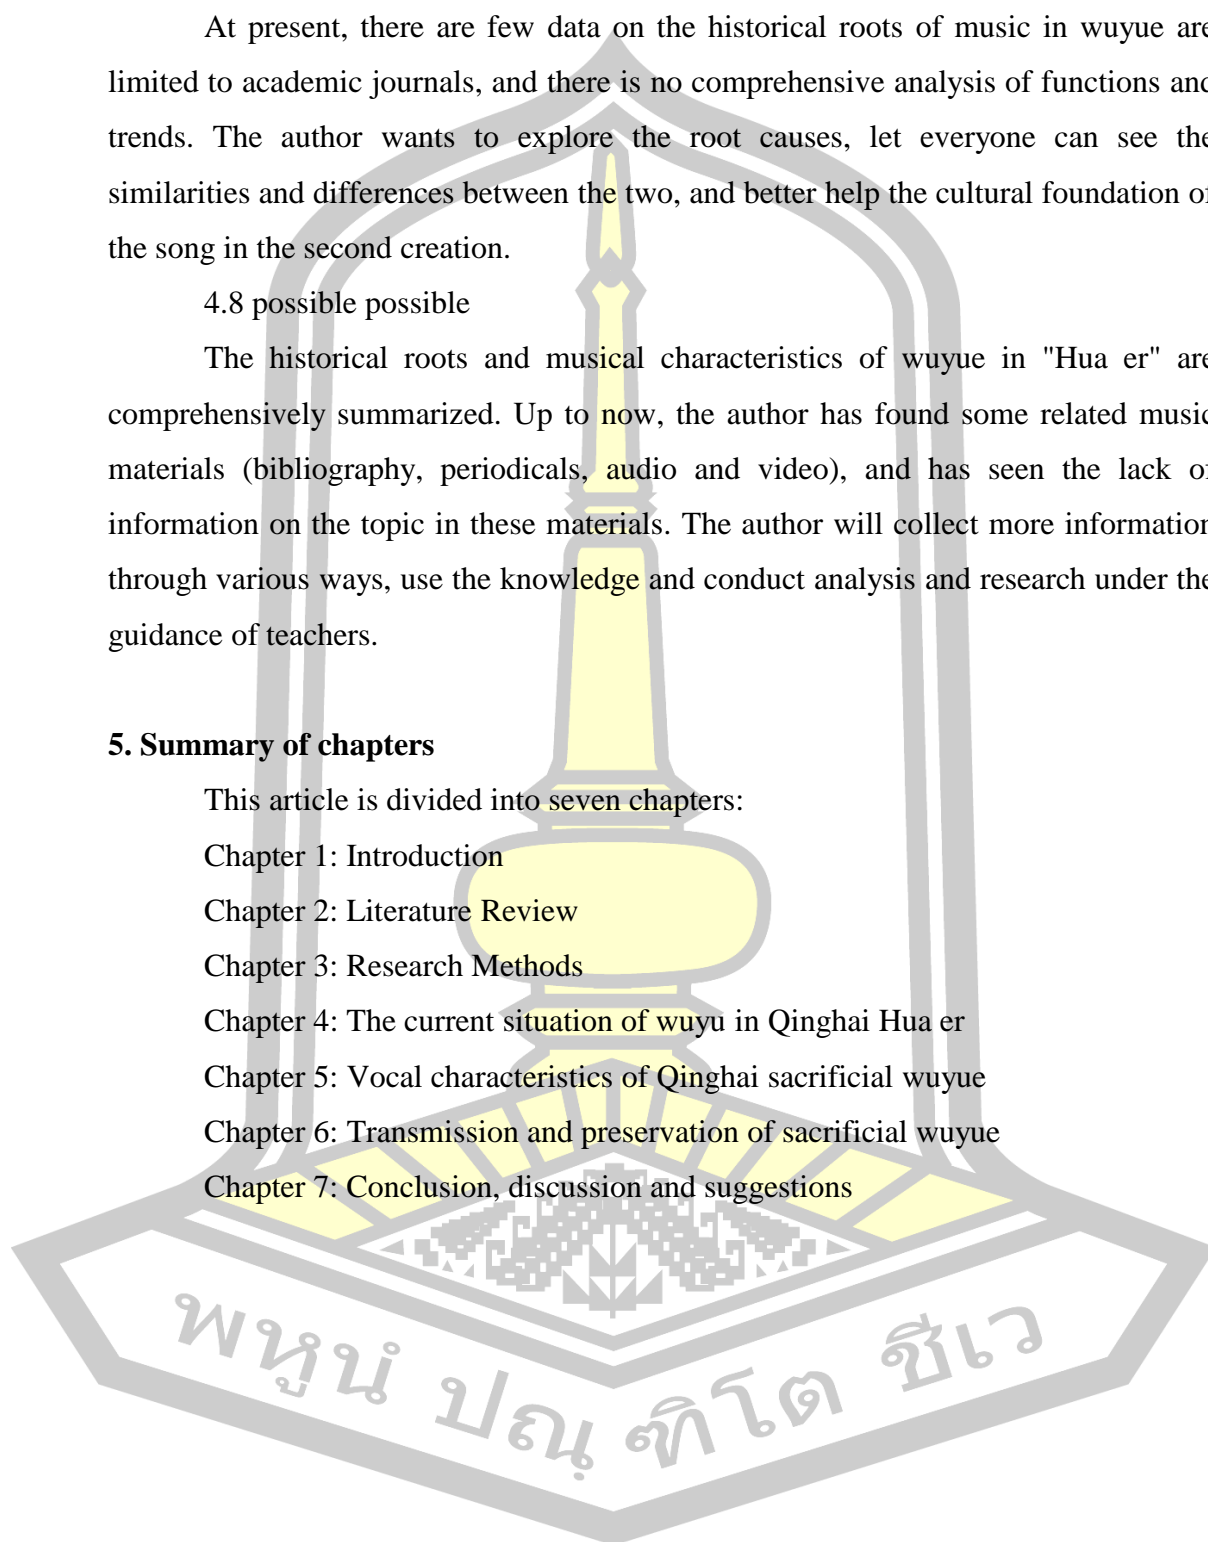 At present, there are few data on the historical roots of music in wuyue are
limited to academic journals, and there is no comprehensive analysis of functions and
trends. The author wants to explore the root causes, let everyone can see the
similarities and differences between the two, and better help the cultural foundation of
the song in the second creation.
4.8 possible possible
The historical roots and musical characteristics of wuyue in "Hua er" are
comprehensively summarized. Up to now, the author has found some related music
materials (bibliography, periodicals, audio and video), and has seen the lack of
information on the topic in these materials. The author will collect more information
through various ways, use the knowledge and conduct analysis and research under the
guidance of teachers.
5. Summary of chapters
This article is divided into seven chapters:
Chapter 1: Introduction
Chapter 2: Literature Review
Chapter 3: Research Methods
Chapter 4: The current situation of wuyu in Qinghai Hua er
Chapter 5: Vocal characteristics of Qinghai sacrificial wuyue
Chapter 6: Transmission and preservation of sacrificial wuyue
Chapter 7: Conclusion, discussion and suggestions
พหูนํ ปณฺฑิโต ชีเว